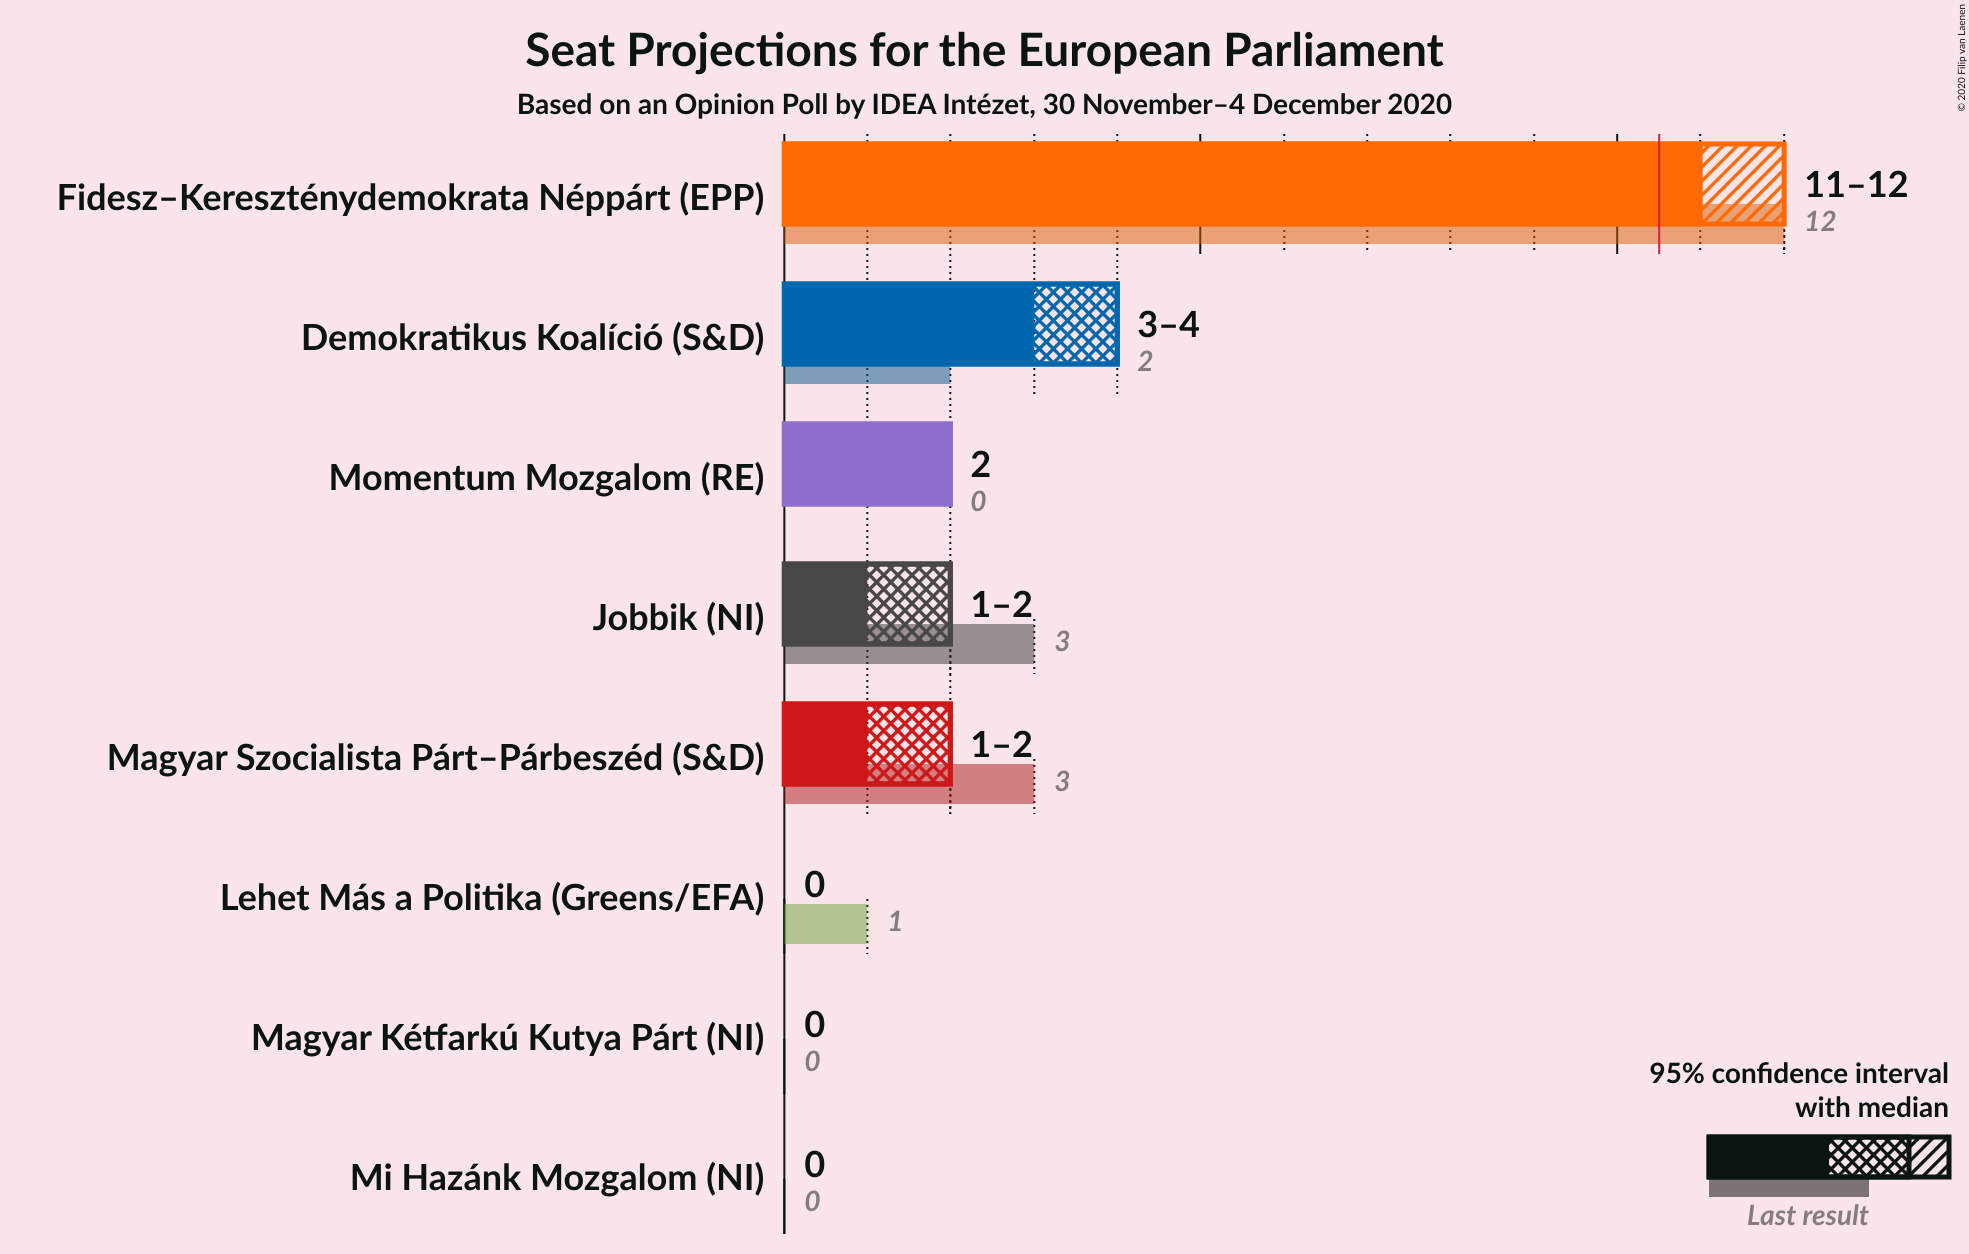 Seat Projections for the European Parliament
Based on an Opinion Poll by IDEA Intézet, 30 November–4 December 2020
© 2020 Filip van Laenen
Fidesz–Kereszténydemokrata Néppárt (EPP)
11–12
12
Demokratikus Koalíció (S&D)
3–4
2
Momentum Mozgalom (RE)
2
0
Jobbik (NI)
1–2
3
Magyar Szocialista Párt–Párbeszéd (S&D)
1–2
3
Lehet Más a Politika (Greens/EFA)
0
1
Magyar Kétfarkú Kutya Párt (NI)
0
0
Mi Hazánk Mozgalom (NI)
0
0
95% confidence interval
with median
Last result